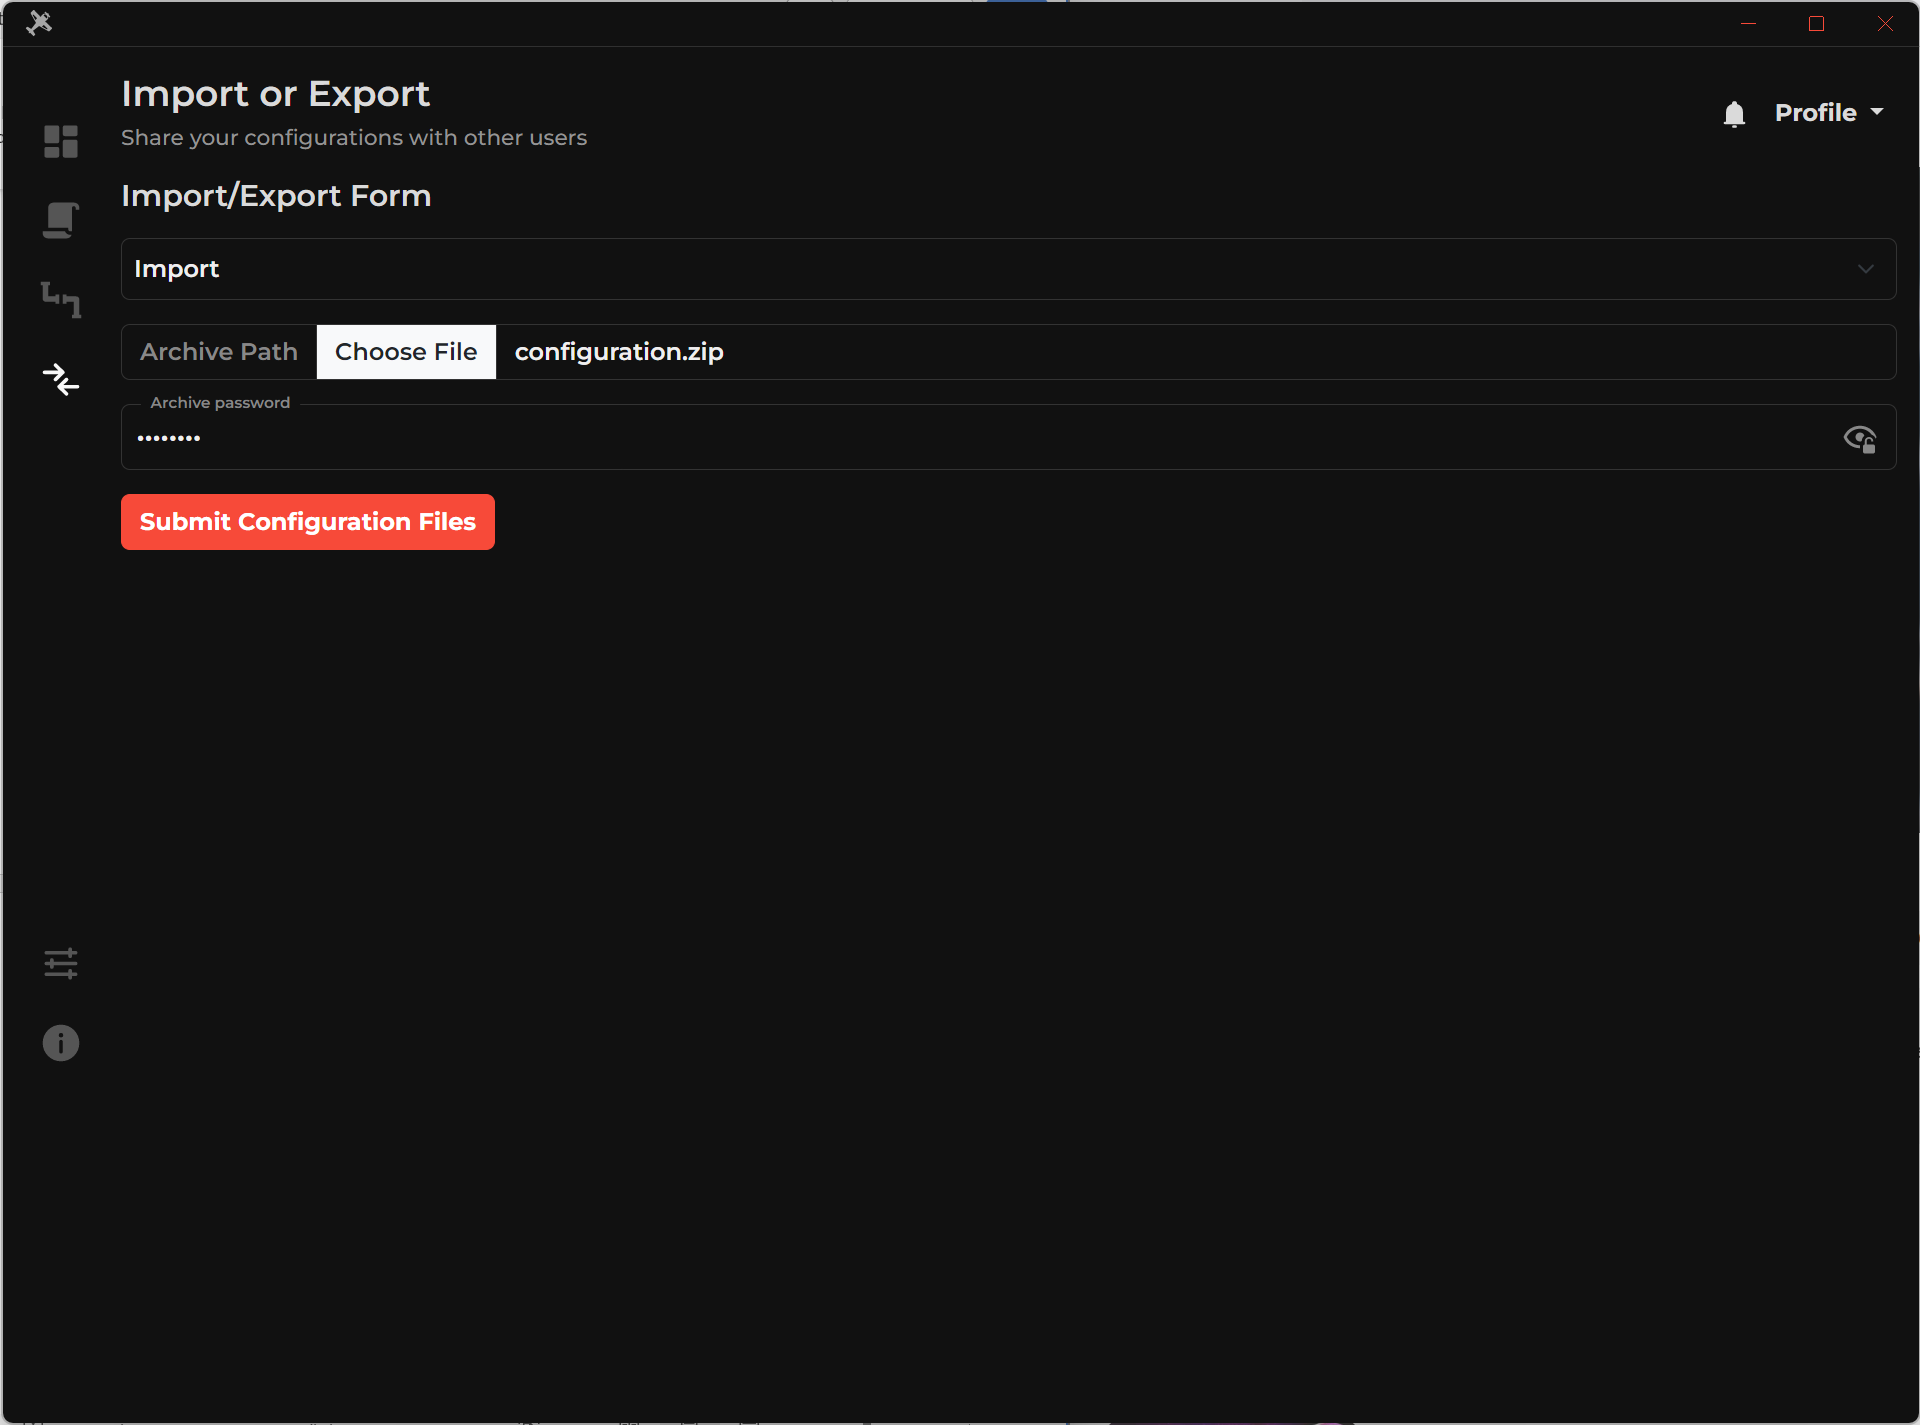 Import or Export
Share your configurations with other users
Profile
Import/Export Form
Import
Archive Path Choose File configuration.zip
Archive password
••••••••
Submit Configuration Files